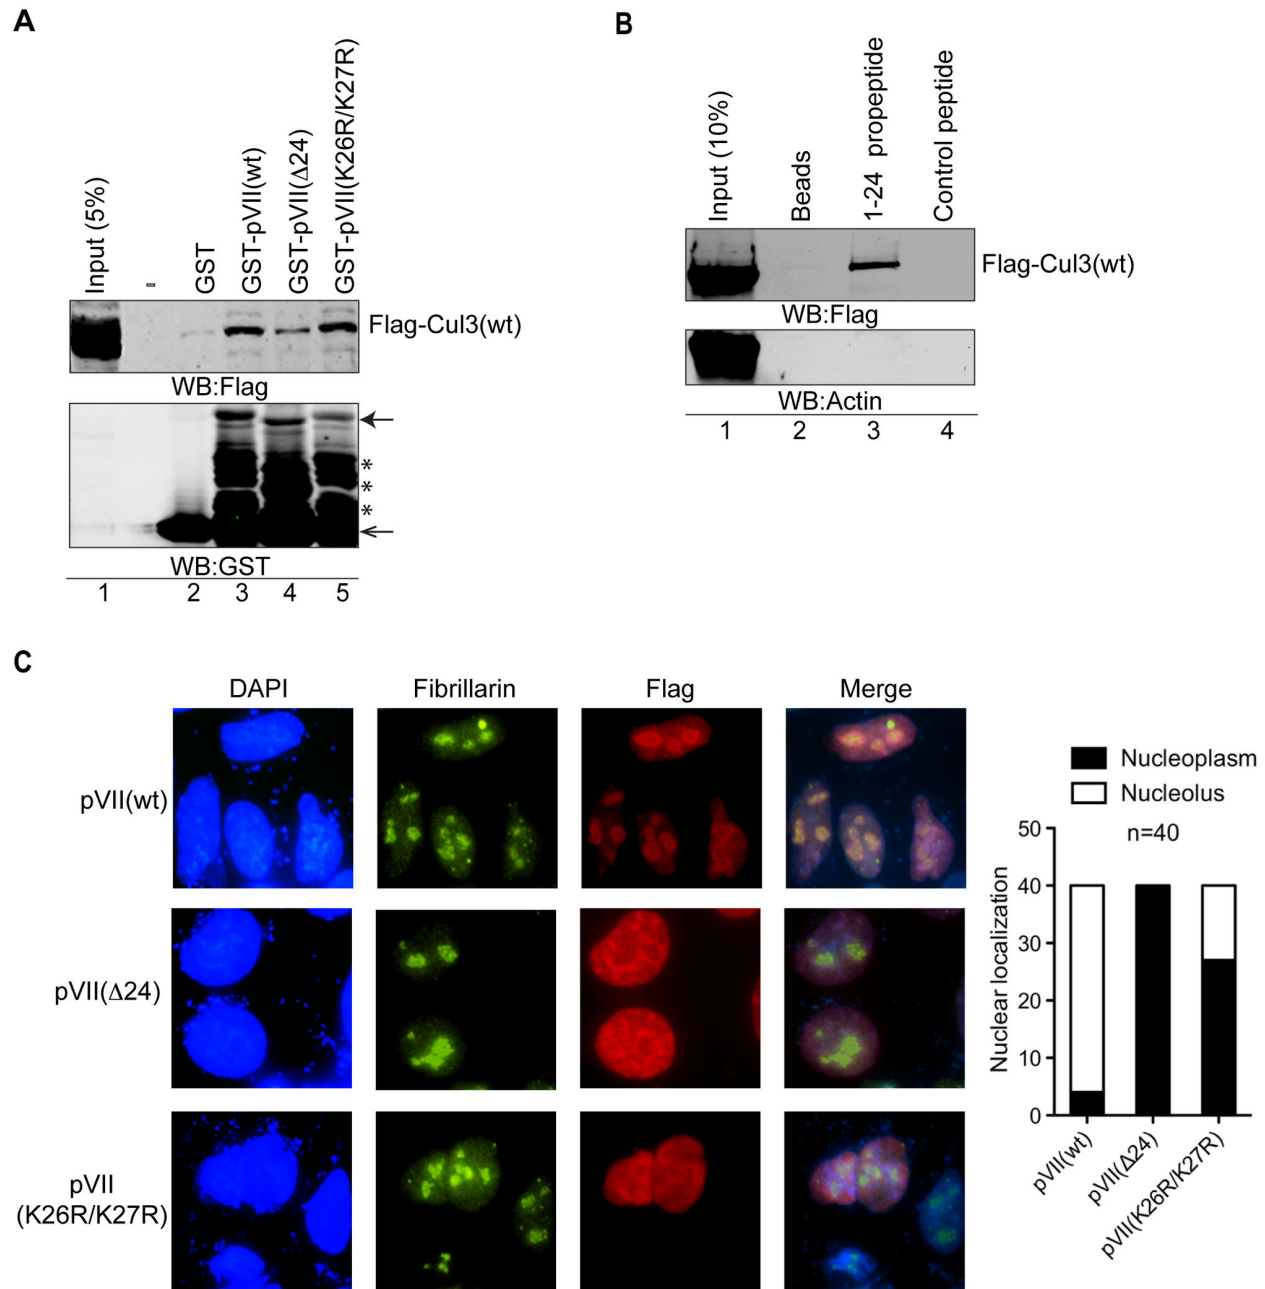 A
Input (5%)
-
GST
GST-pVII(wt)
GST-pVII(Δ24)
GST-pVII(K26R/K27R)
Flag-Cul3(wt)
WB:Flag
*
*
*
WB:GST
1 2 3 4 5
B
Input (10%)
Beads
1-24 propeptide
Control peptide
Flag-Cul3(wt)
WB:Flag
WB:Actin
1 2 3 4
C
DAPI Fibrillarin Flag Merge
pVII(wt)
pVII(Δ24)
pVII
(K26R/K27R)
Nucleoplasm
Nucleolus
n=40
Nuclear localization
50
40
30
20
10
0
pVII(wt)
pVII(Δ24)
pVII(K26R/K27R)